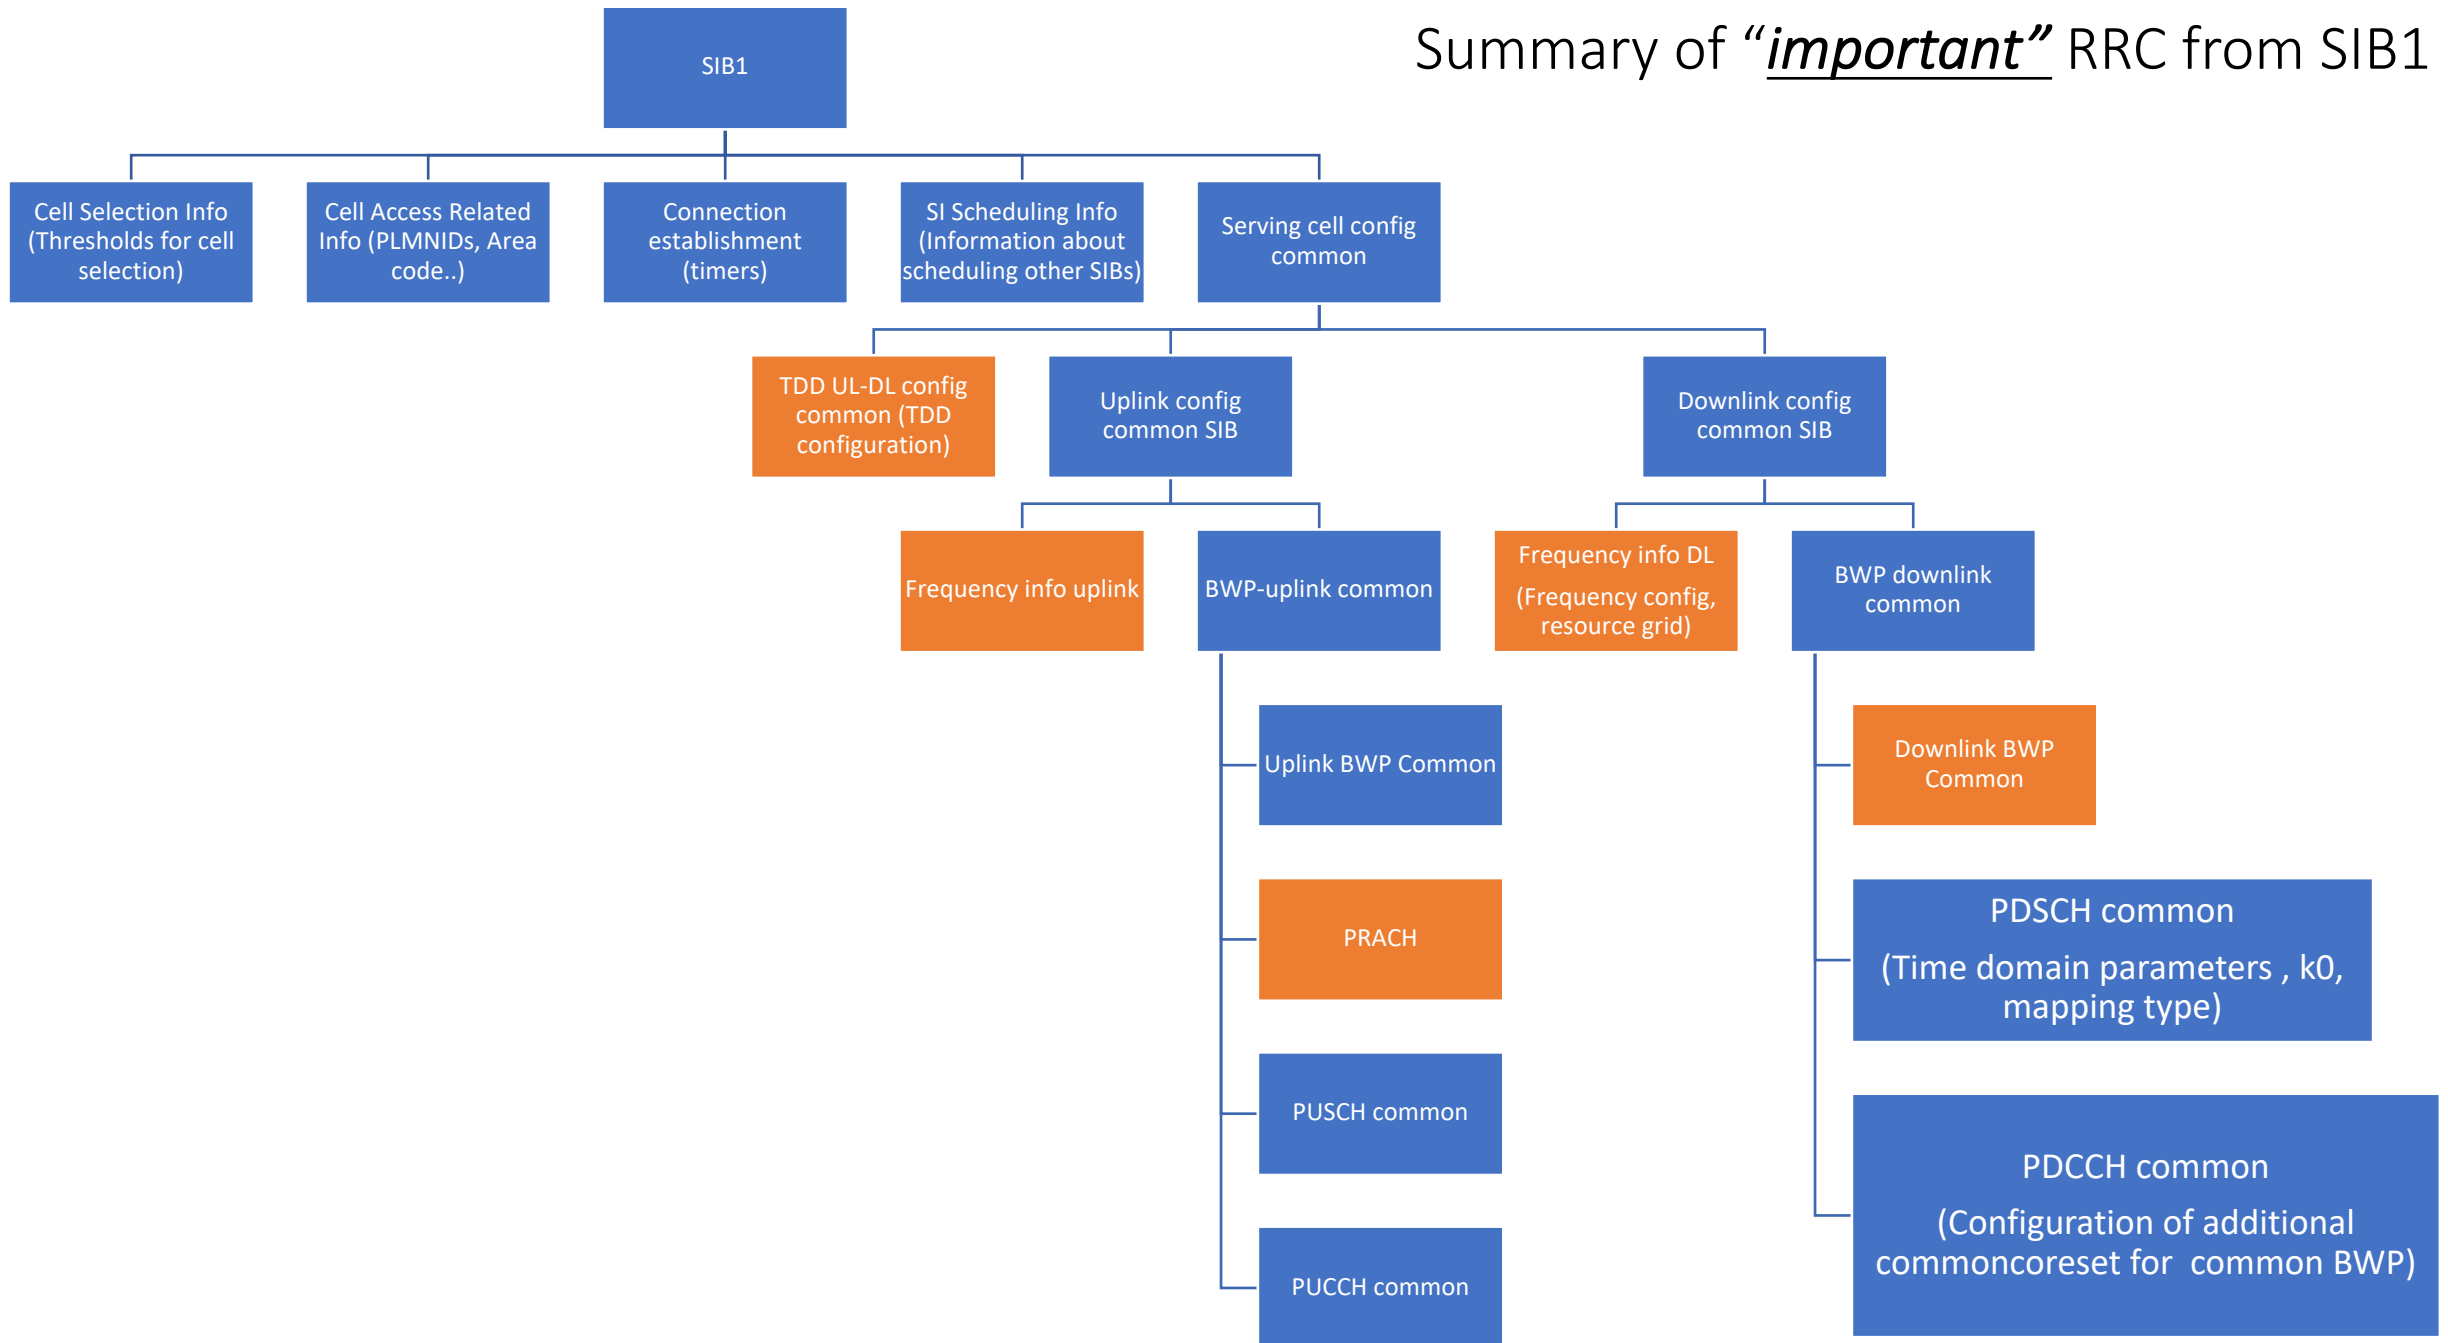 Summary of “important” RRC from SIB1
SIB1
Cell Selection Info
(Thresholds for cell
selection)
Cell Access Related
Info (PLMNIDs, Area
code..)
Connection
establishment
(timers)
SI Scheduling Info
(Information about
scheduling other SIBs)
Serving cell config
common
TDD UL-DL config
common (TDD
configuration)
Uplink config
common SIB
Downlink config
common SIB
Frequency info uplink
BWP-uplink common
Frequency info DL
(Frequency config,
resource grid)
BWP downlink
common
Uplink BWP Common
PRACH
PUSCH common
PUCCH common
Downlink BWP
Common
PDSCH common
(Time domain parameters , k0,
mapping type)
PDCCH common
(Configuration of additional
commoncoreset for  common BWP)